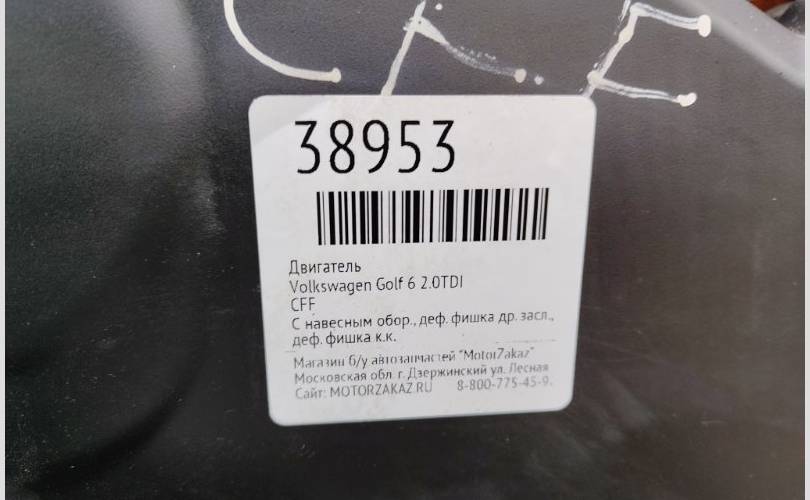 CFF
38953
Двигатель
Volkswagen Golf 6 2.0TDI
CFF
С навесным обор., деф. фишка др. засл.,
деф. фишка к.к.
Магазин б/у автозапчастей "MotorZakaz"
Московская обл. г. Дзержинский ул. Лесная
Сайт: MOTORZAKAZ.RU 8-800-775-45-9.